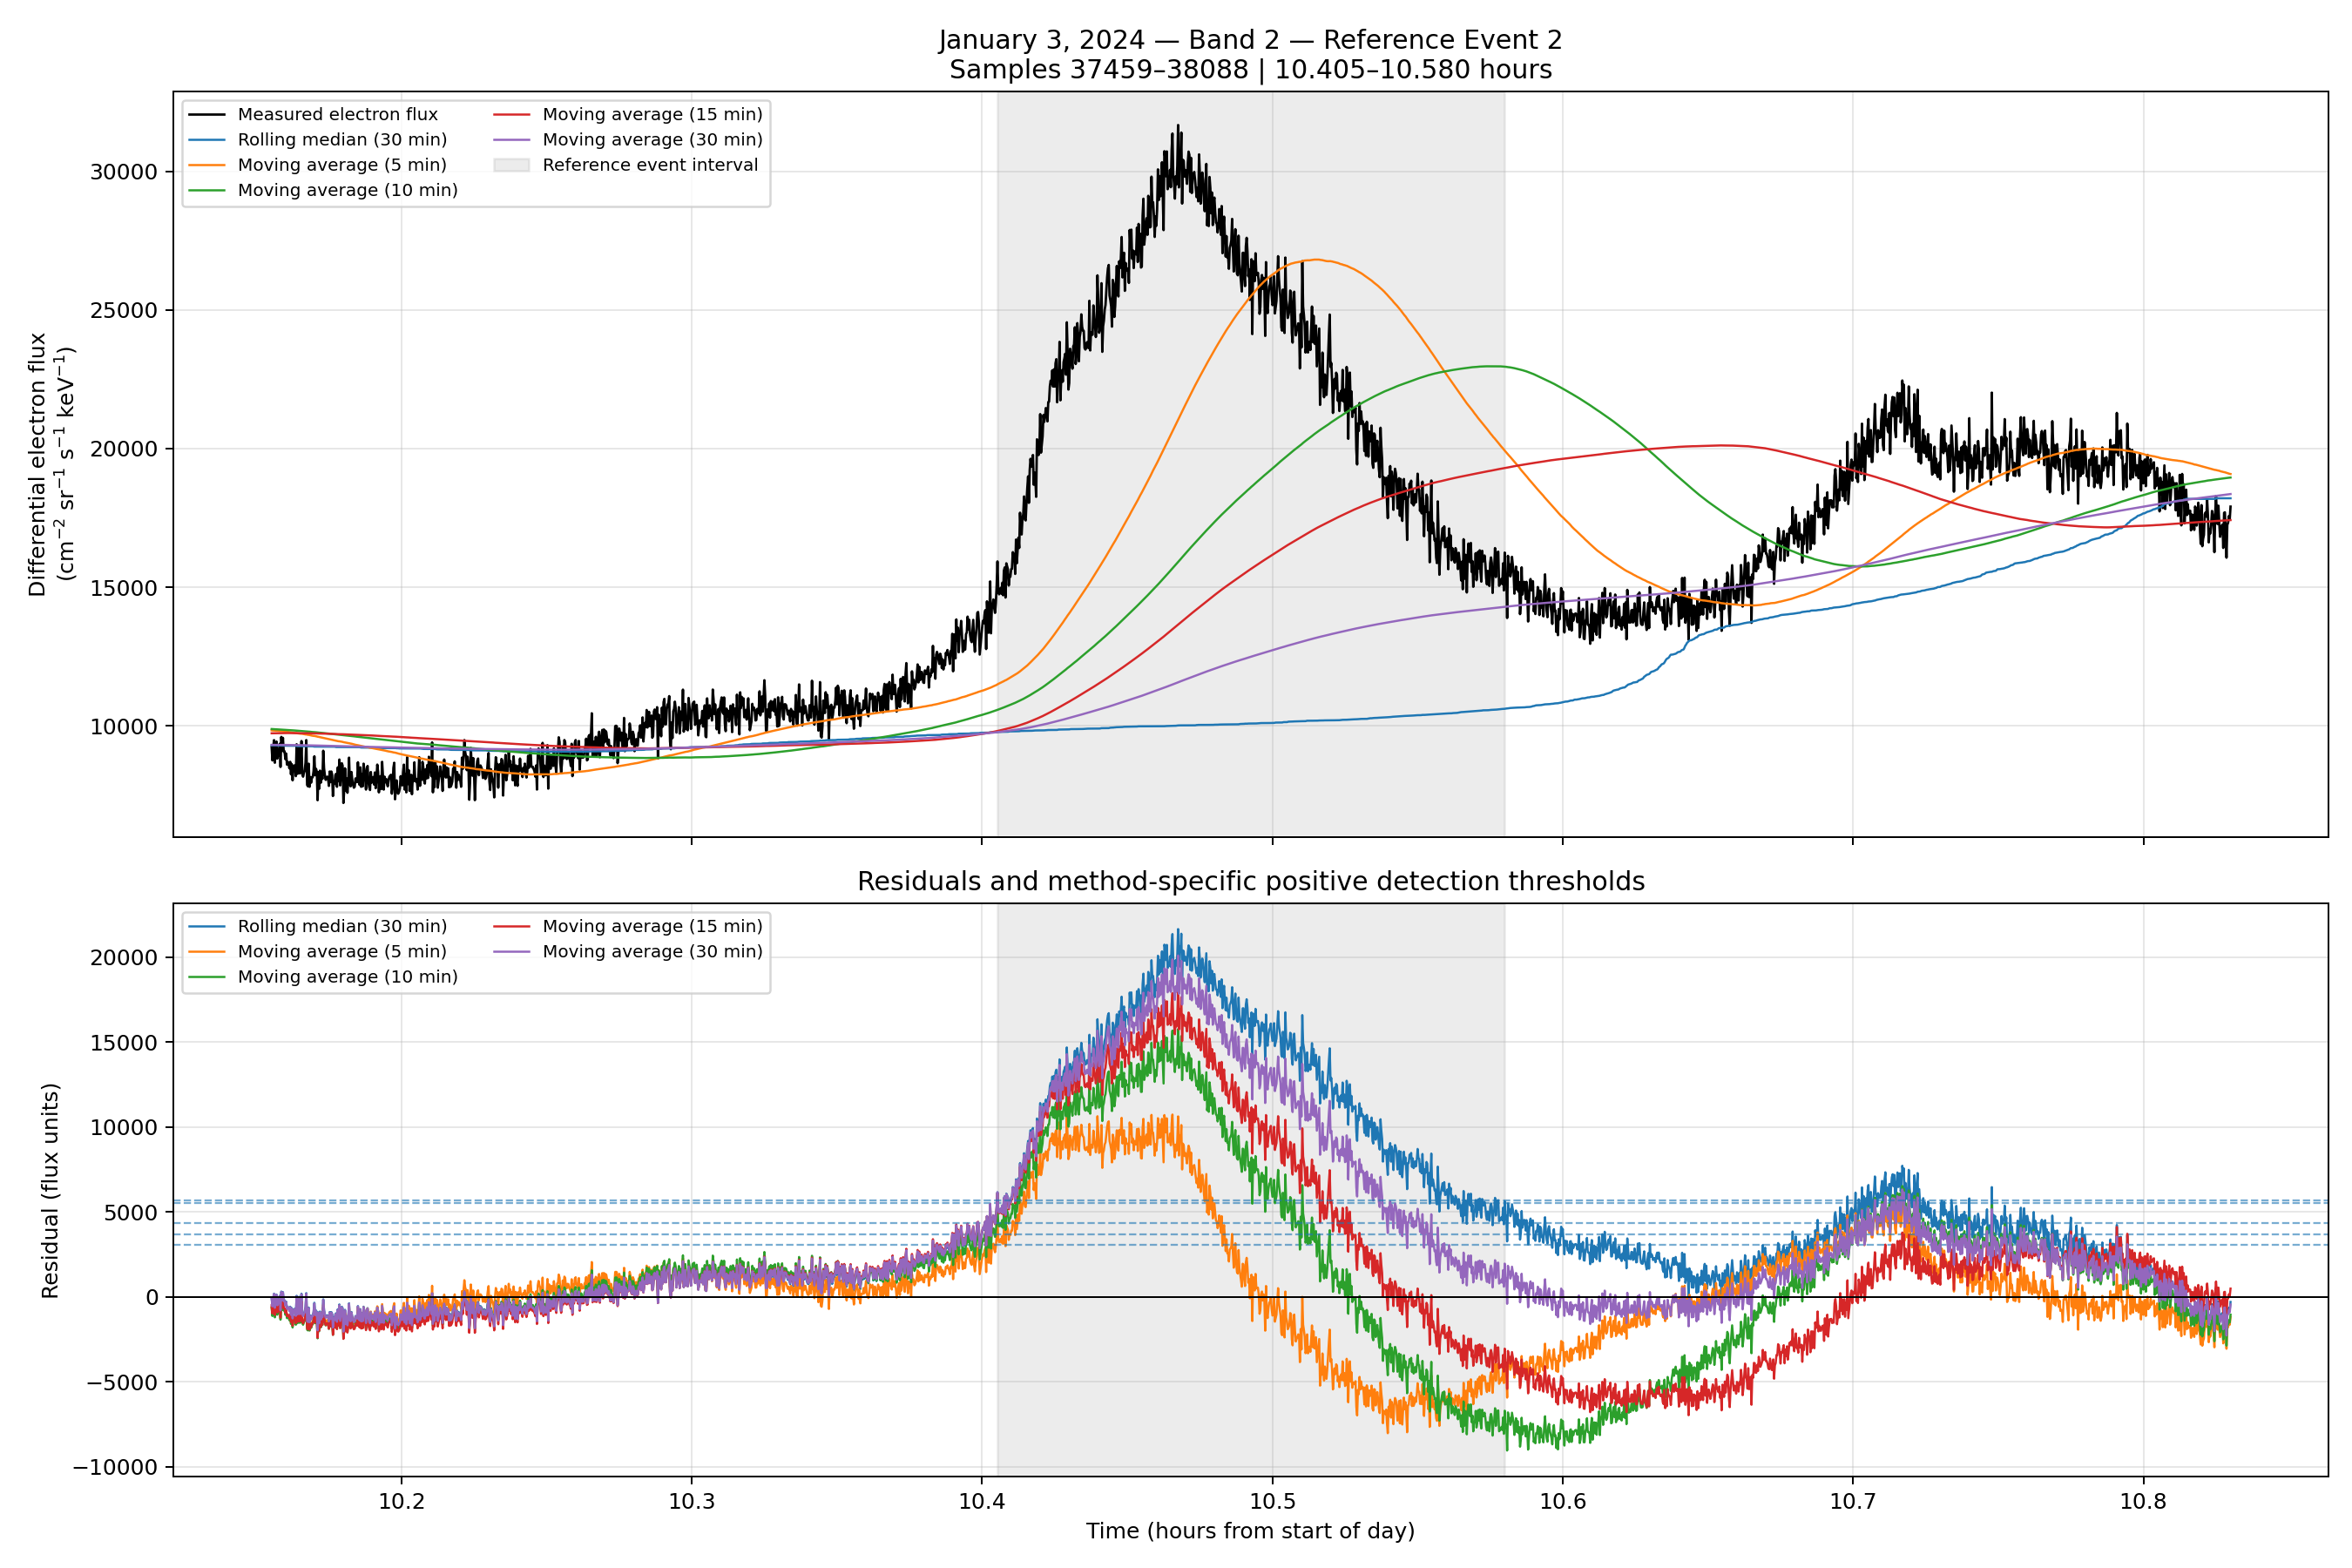 January 3, 2024 — Band 2 — Reference Event 2
Samples 37459–38088 | 10.405–10.580 hours
Differential electron flux
(cm⁻² sr⁻¹ s⁻¹ keV⁻¹)
30000
25000
20000
15000
10000
Measured electron flux
Rolling median (30 min)
Moving average (5 min)
Moving average (10 min)
Moving average (15 min)
Moving average (30 min)
Reference event interval
Residuals and method-specific positive detection thresholds
Residual (flux units)
20000
15000
10000
5000
0
−5000
−10000
Rolling median (30 min)
Moving average (5 min)
Moving average (10 min)
Moving average (15 min)
Moving average (30 min)
10.2 10.3 10.4 10.5 10.6 10.7 10.8
Time (hours from start of day)